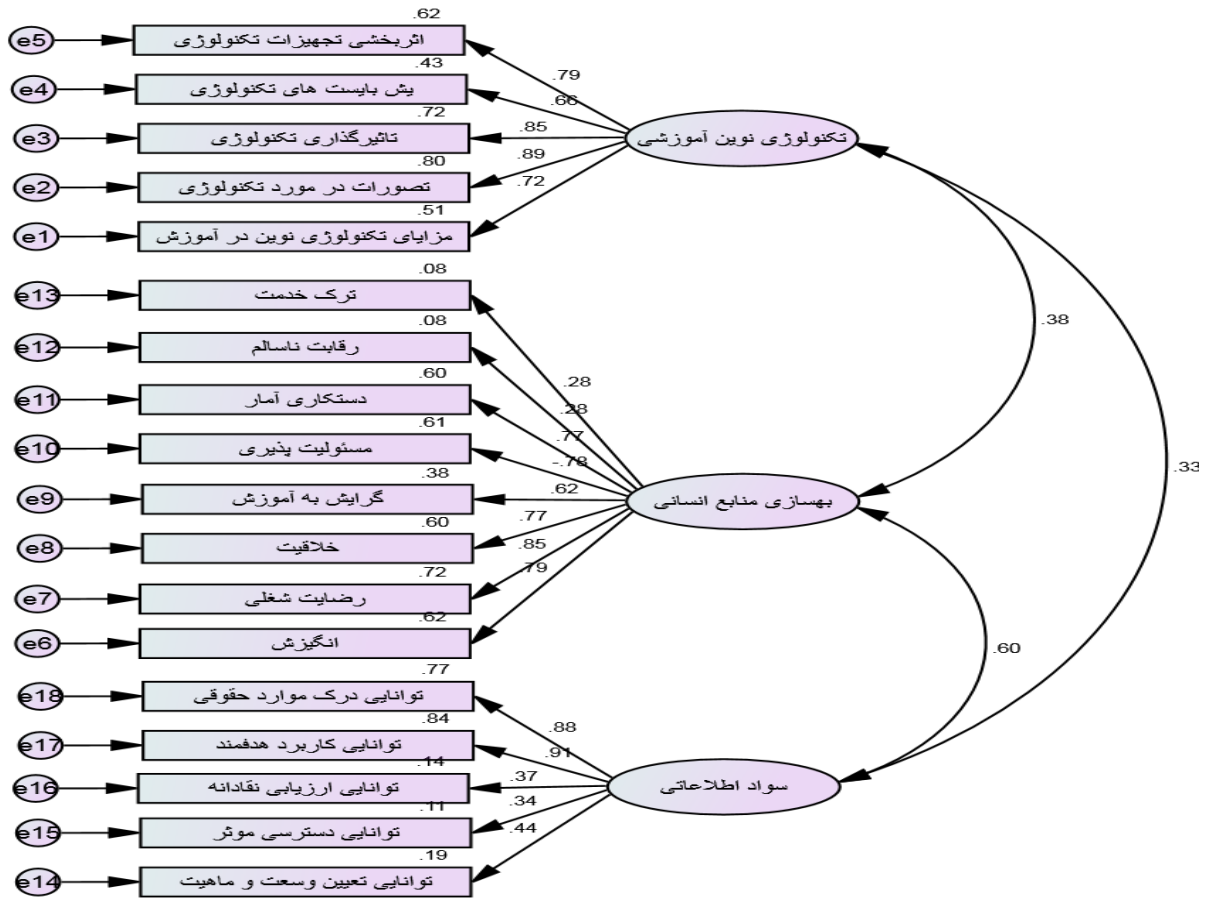 .62
e5
اثربخشی تجهیزات تکنولوژی
.79
.43
e4
یش بایست های تکنولوژی
.66
.72
e3
تاثیرگذاری تکنولوژی
.85
تکنولوژی نوین آموزشی
.80
e2
تصورات در مورد تکنولوژی
.89
.51
e1
مزایای تکنولوژی نوین در آموزش
.72
.08
e13
ترک خدمت
.28
.08
e12
رقابت ناسالم
.28
.60
e11
دستکاری آمار
.77
.61
e10
مسئولیت پذیری
-.78
.38
e9
گرایش به آموزش
.62
بهسازی منابع انسانی
.60
e8
خلاقیت
.77
.72
e7
رضایت شغلی
.85
.62
e6
انگیزش
.79
.38
.33
.60
.77
e18
توانایی درک موارد حقوقی
.88
.84
e17
توانایی کاربرد هدفمند
.91
.14
e16
توانایی ارزیابی نقادانه
.37
سواد اطلاعاتی
.11
e15
توانایی دسترسی موثر
.34
.19
e14
توانایی تعیین وسعت و ماهیت
.44